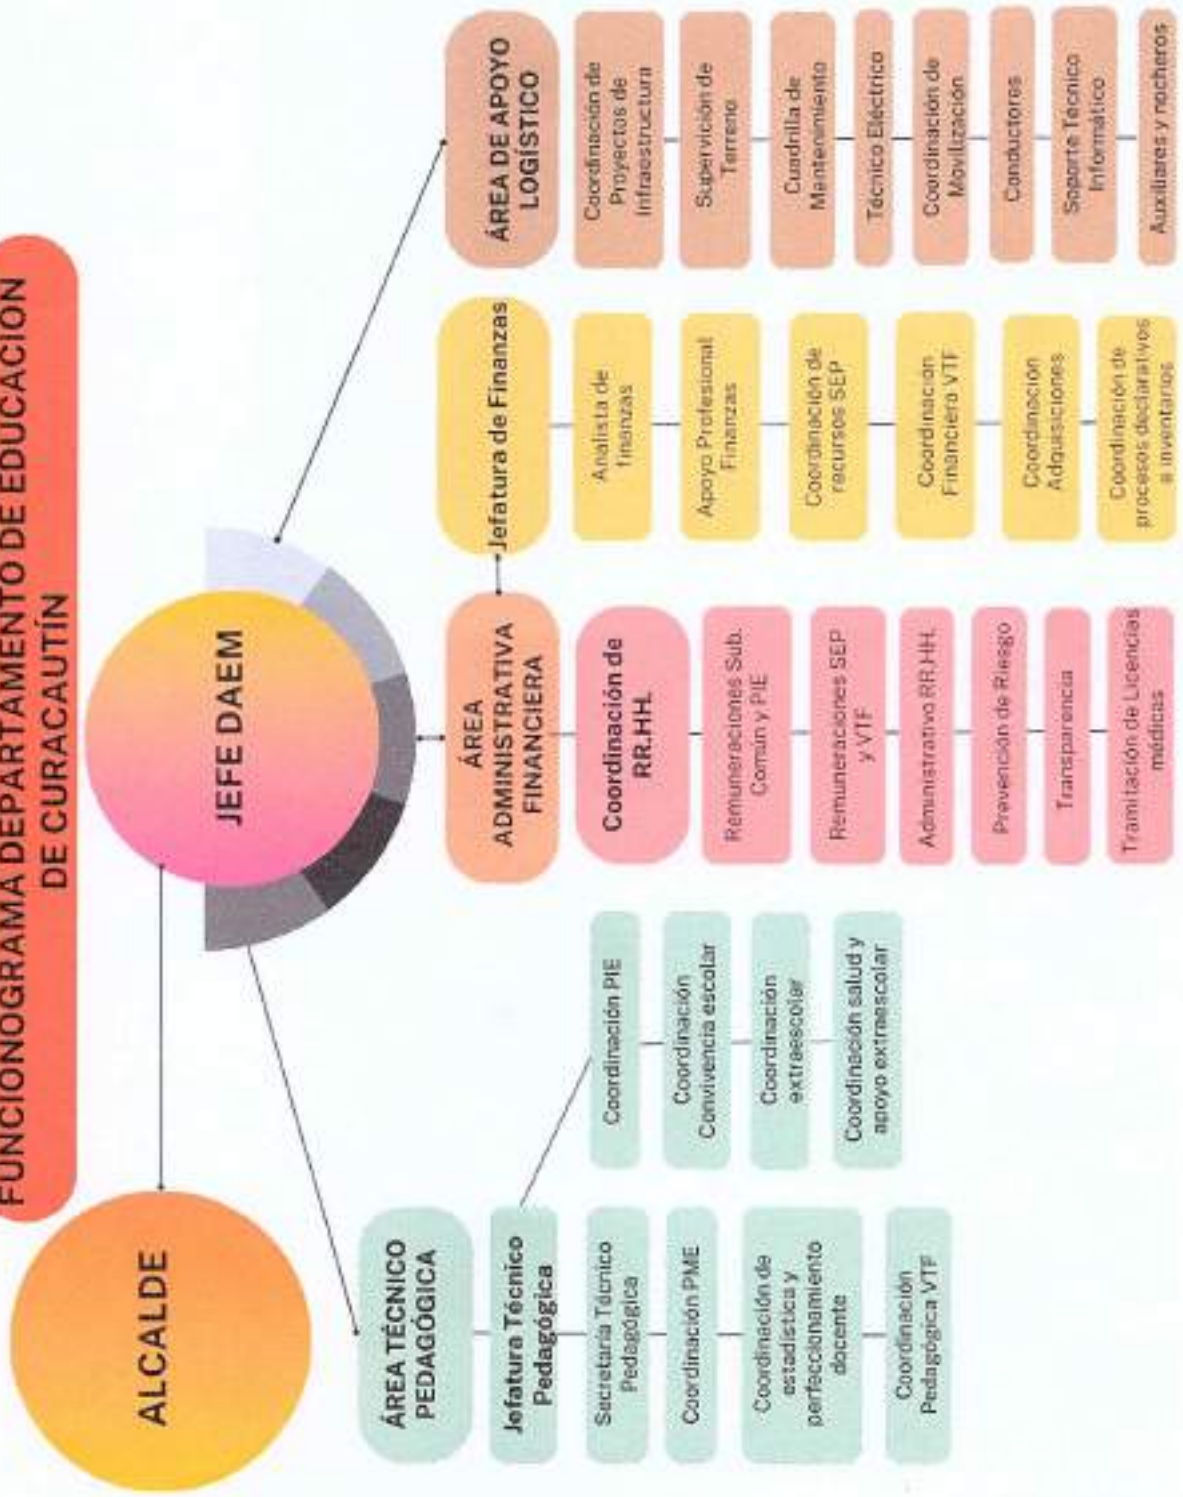 FUNCIONOGRAMA DEPARTAMENTO DE EDUCACION
DE CURACAUTÍN
ALCALDE
JEFE DAEM
ÁREA TÉCNICO
PEDAGÓGICA
Jefatura Técnico
Pedagógica
Secretaría Técnico
Pedagógica
Coordinación PME
Coordinación de
estadística y
perfeccionamiento
docente
Coordinación
Pedagógica VTF
Coordinación PIE
Coordinación
Convivencia escolar
Coordinación
extraescolar
Coordinación salud y
apoyo extraescolar
ÁREA
ADMINISTRATIVA
FINANCIERA
Coordinación de
RR.HH.
Remuneraciones Sub.
Común y PIE
Remuneraciones SEP
y VTF
Administrativo RR.HH.
Prevención de Riesgo
Transparencia
Tramitación de Licencias
médicas
Jefatura de Finanzas
Analista de
finanzas
Apoyo Profesional
Finanzas
Coordinación de
recursos SEP
Coordinación
Financiera VTF
Coordinación
Adquisiciones
Coordinación de
procesos declarativos
e inventarios
ÁREA DE APOYO
LOGÍSTICO
Coordinación de
Proyectos de
Infraestructura
Supervición de
Terreno
Cuadrilla de
Mantenimiento
Técnico Eléctrico
Coordinación de
Movilización
Conductores
Soporte Técnico
Informático
Auxiliares y nocheros